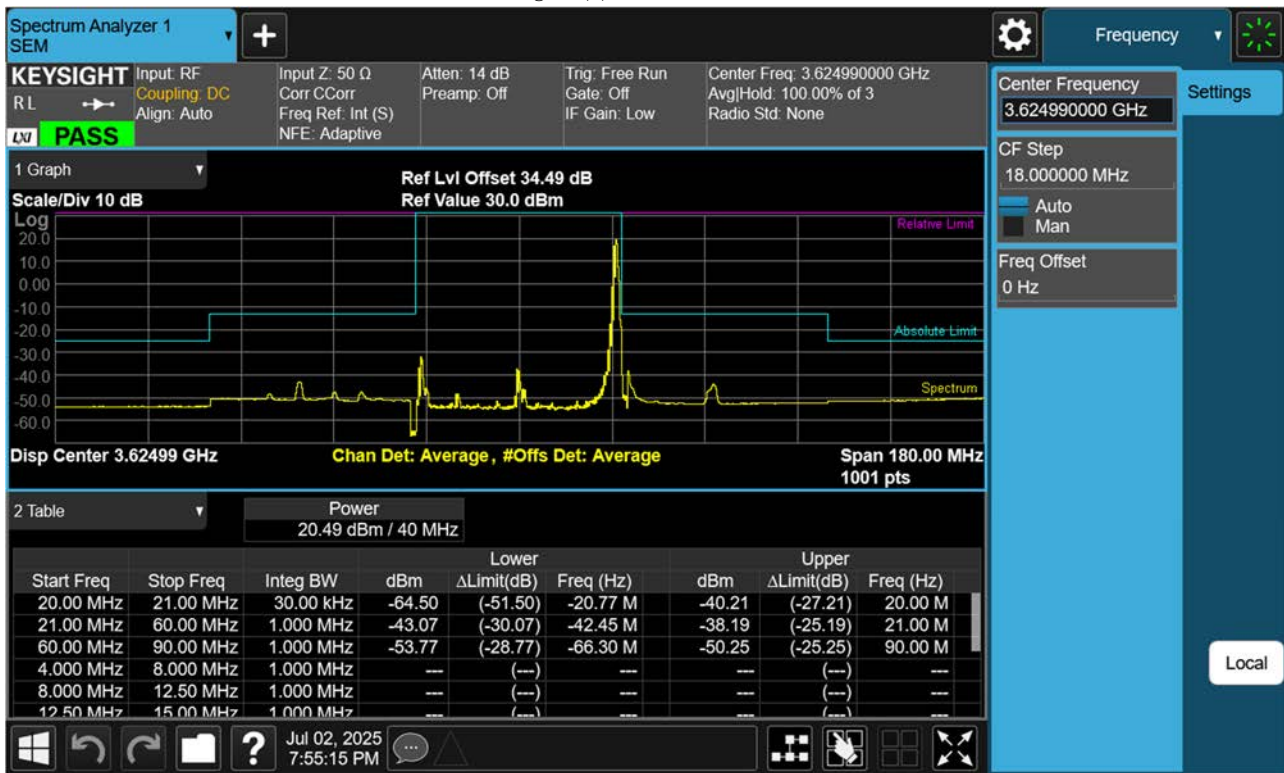 Spectrum Analyzer 1
SEM
Frequency
KEYSIGHT
R L
LXI
PASS
Input: RF
Coupling: DC
Align: Auto
Input Z: 50 Ω
Corr CCorr
Freq Ref: Int (S)
NFE: Adaptive
Atten: 14 dB
Preamp: Off
Trig: Free Run
Gate: Off
IF Gain: Low
Center Freq: 3.624990000 GHz
Avg|Hold: 100.00% of 3
Radio Std: None
Center Frequency
3.624990000 GHz
Settings
CF Step
18.000000 MHz
Auto
Man
Freq Offset
0 Hz
Local
1 Graph
Scale/Div 10 dB
Ref Lvl Offset 34.49 dB
Ref Value 30.0 dBm
Log
20.0
10.0
0.00
-10.0
-20.0
-30.0
-40.0
-50.0
-60.0
Relative Limit
Absolute Limit
Spectrum
Disp Center 3.62499 GHz
Chan Det: Average, #Offs Det: Average
Span 180.00 MHz
1001 pts
2 Table
Power
20.49 dBm / 40 MHz
Lower Upper
Start Freq Stop Freq Integ BW dBm ΔLimit(dB) Freq (Hz) dBm ΔLimit(dB) Freq (Hz)
20.00 MHz 21.00 MHz 30.00 kHz -64.50 (-51.50) -20.77 M -40.21 (-27.21) 20.00 M
21.00 MHz 60.00 MHz 1.000 MHz -43.07 (-30.07) -42.45 M -38.19 (-25.19) 21.00 M
60.00 MHz 90.00 MHz 1.000 MHz -53.77 (-28.77) -66.30 M -50.25 (-25.25) 90.00 M
4.000 MHz 8.000 MHz 1.000 MHz --- (---) --- --- (---) ---
8.000 MHz 12.50 MHz 1.000 MHz --- (---) --- --- (---) ---
12.50 MHz 15.00 MHz 1.000 MHz --- (---) --- --- (---) ---
Jul 02, 2025
7:55:15 PM